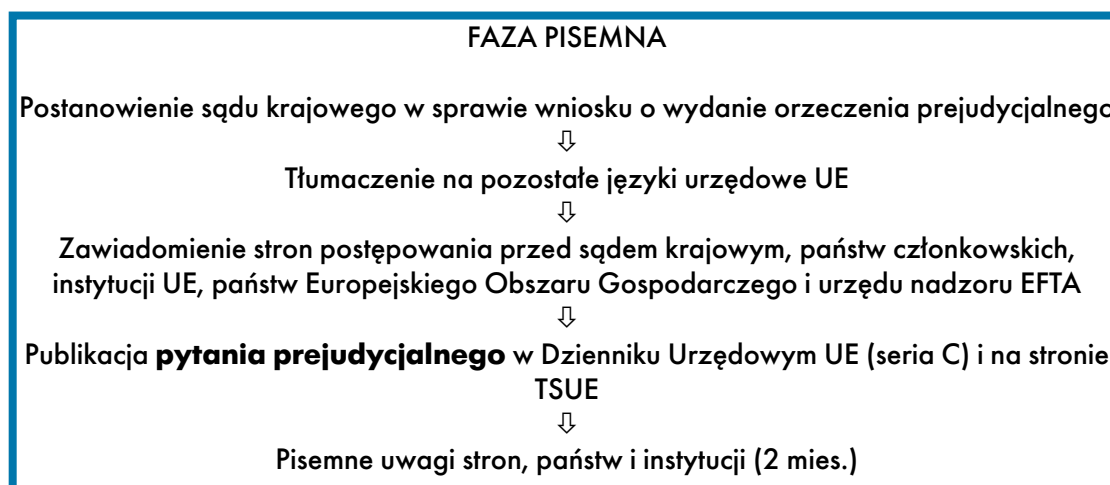 FAZA PISEMNA
Postanowienie sądu krajowego w sprawie wniosku o wydanie orzeczenia prejudycjalnego
⇩
Tłumaczenie na pozostałe języki urzędowe UE
⇩
Zawiadomienie stron postępowania przed sądem krajowym, państw członkowskich,
instytucji UE, państw Europejskiego Obszaru Gospodarczego i urzędu nadzoru EFTA
⇩
Publikacja pytania prejudycjalnego w Dzienniku Urzędowym UE (seria C) i na stronie
TSUE
⇩
Pisemne uwagi stron, państw i instytucji (2 mies.)